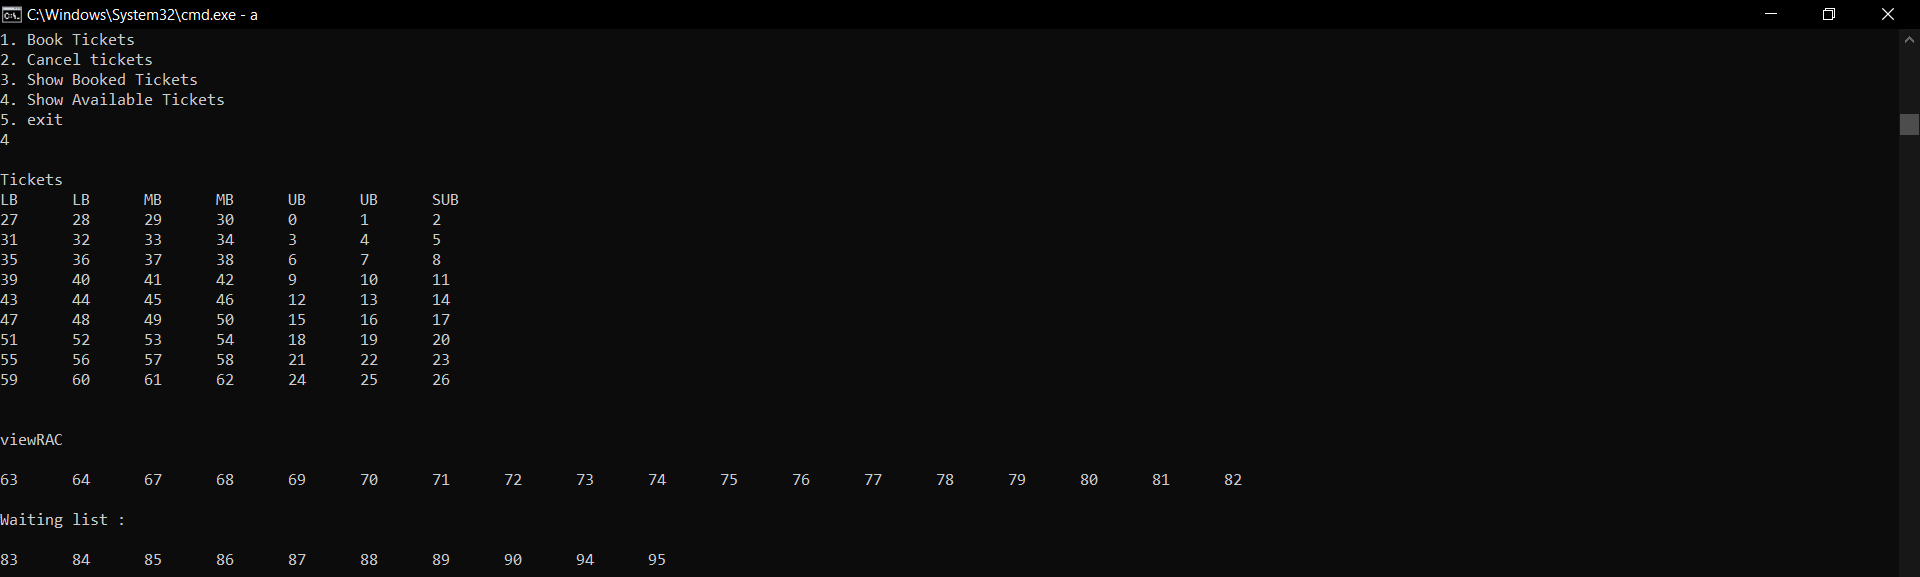 C:\Windows\System32\cmd.exe - a
1. Book Tickets
2. Cancel tickets
3. Show Booked Tickets
4. Show Available Tickets
5. exit
4
Tickets
LB LB MB MB UB UB SUB
27 28 29 30 0 1 2
31 32 33 34 3 4 5
35 36 37 38 6 7 8
39 40 41 42 9 10 11
43 44 45 46 12 13 14
47 48 49 50 15 16 17
51 52 53 54 18 19 20
55 56 57 58 21 22 23
59 60 61 62 24 25 26
viewRAC
63 64 67 68 69 70 71 72 73 74 75 76 77 78 79 80 81 82
Waiting list :
83 84 85 86 87 88 89 90 94 95